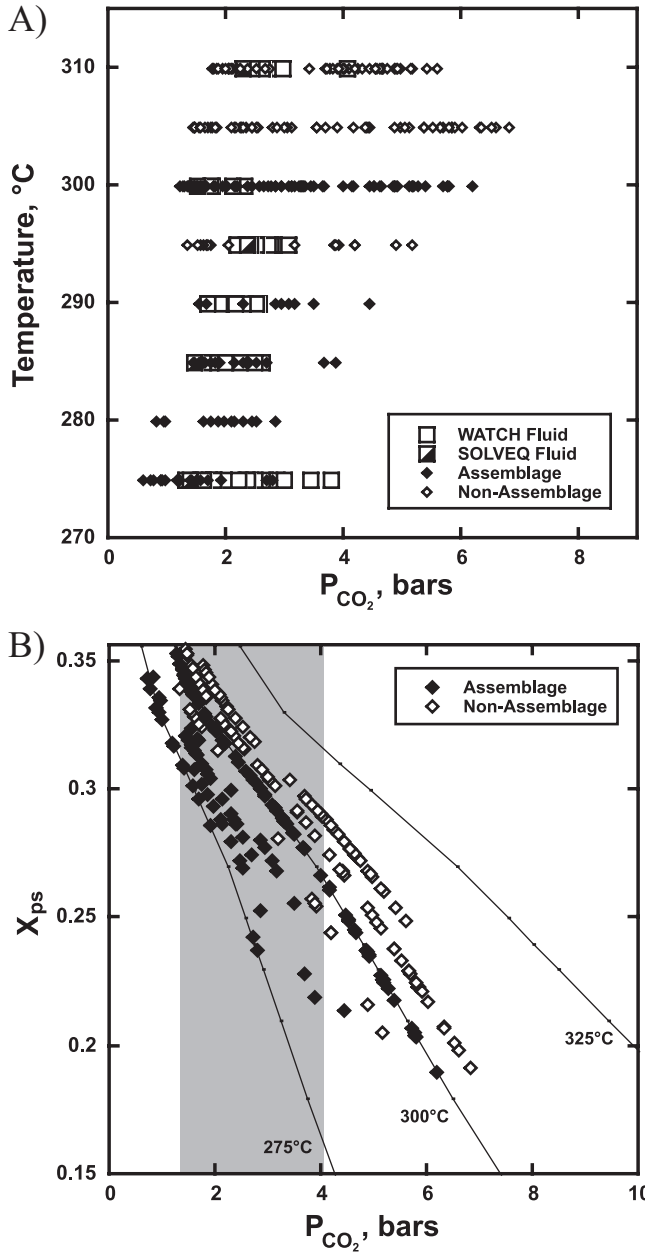 A)
310
300
290
280
270
Temperature, °C
WATCH Fluid
SOLVEQ Fluid
Assemblage
Non-Assemblage
0 2 4 6 8
PCO2, bars
B)
0.35
0.3
0.25
0.2
0.15
Xps
Assemblage
Non-Assemblage
325°C
300°C
275°C
0 2 4 6 8 10
PCO2, bars